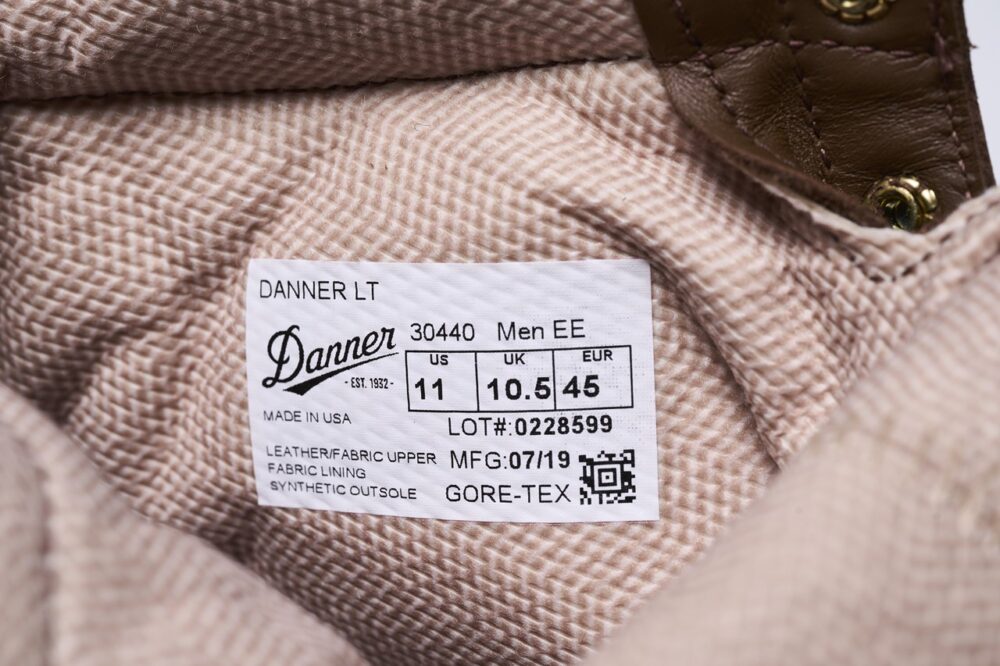 DANNER LT
Danner
- EST. 1932 -
30440 Men EE
US UK EUR
11 10.5 45
MADE IN USA
LOT#:0228599
LEATHER/FABRIC UPPER
FABRIC LINING
SYNTHETIC OUTSOLE
MFG:07/19
GORE-TEX